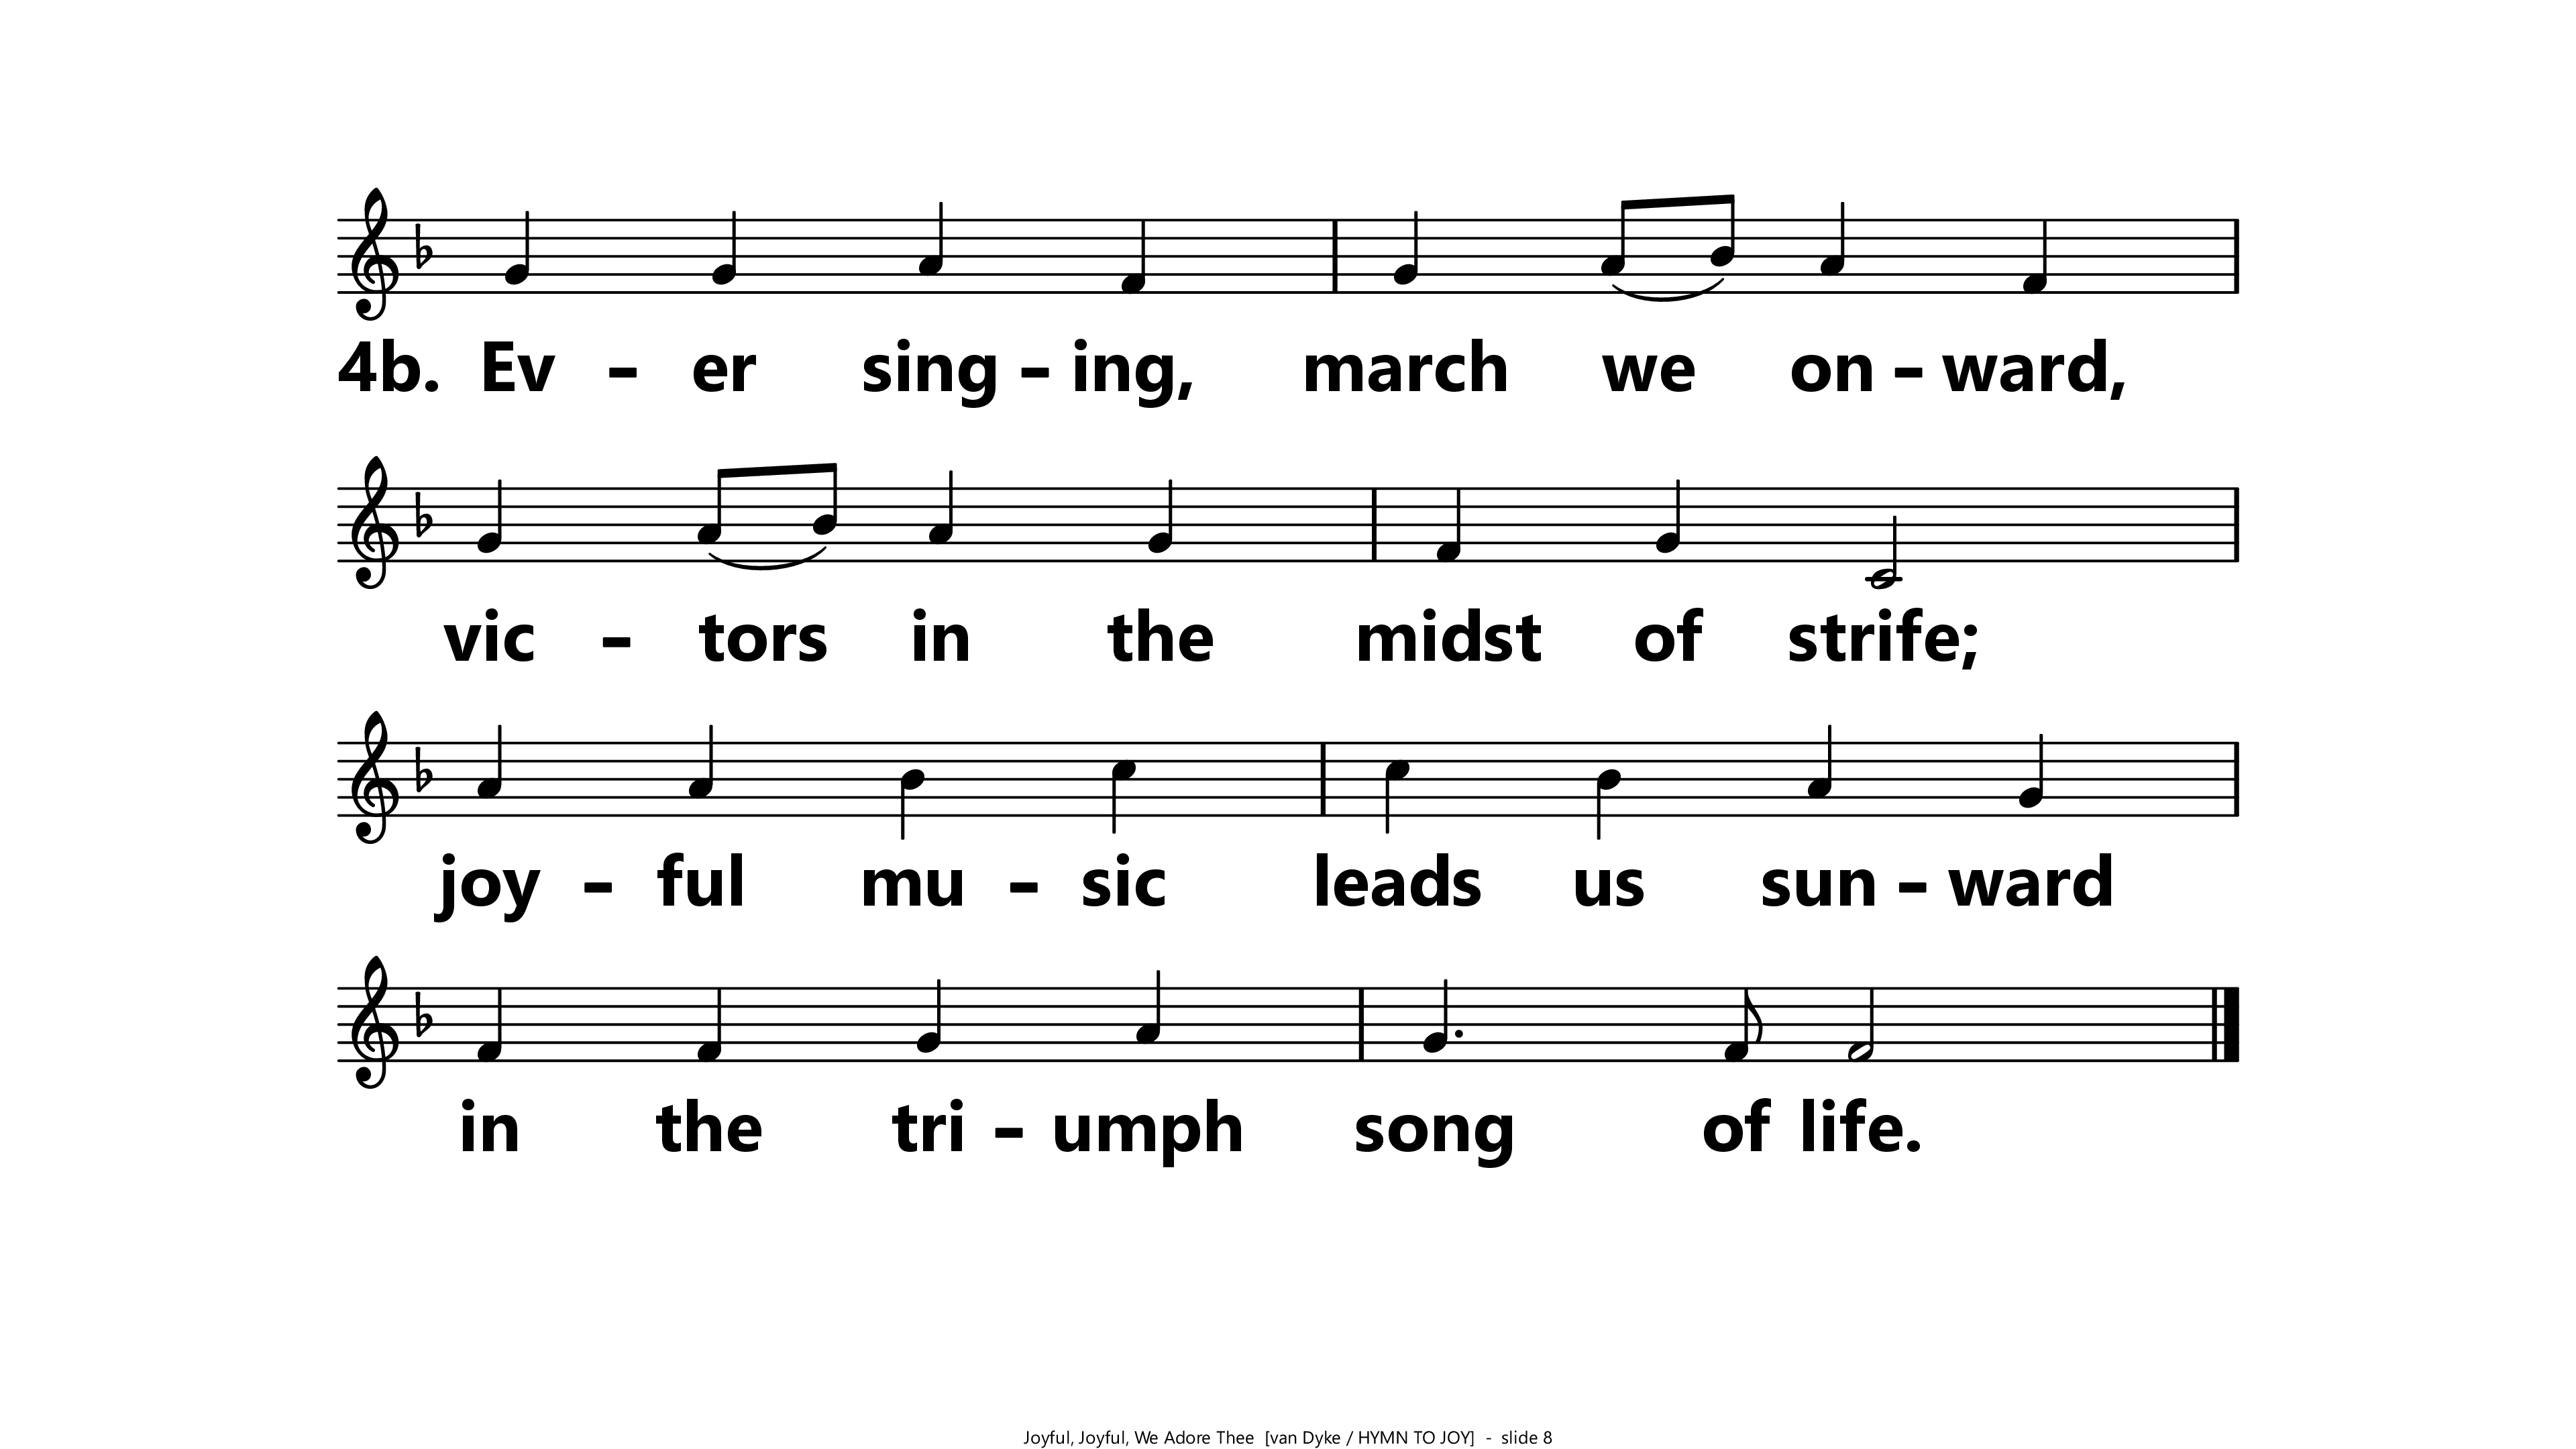 4b. Ev – er sing – ing, march we on – ward,
vic – tors in the midst of strife;
joy – ful mu – sic leads us sun – ward
in the tri – umph song of life.
Joyful, Joyful, We Adore Thee [van Dyke / HYMN TO JOY] - slide 8